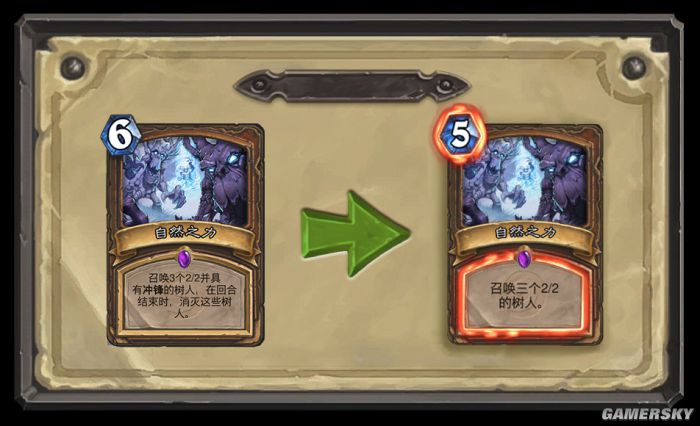 6
自然之力
召唤3个2/2并具
有冲锋的树人，在回合
结束时，消灭这些树
人。
5
自然之力
召唤三个2/2
的树人。
GAMERSKY